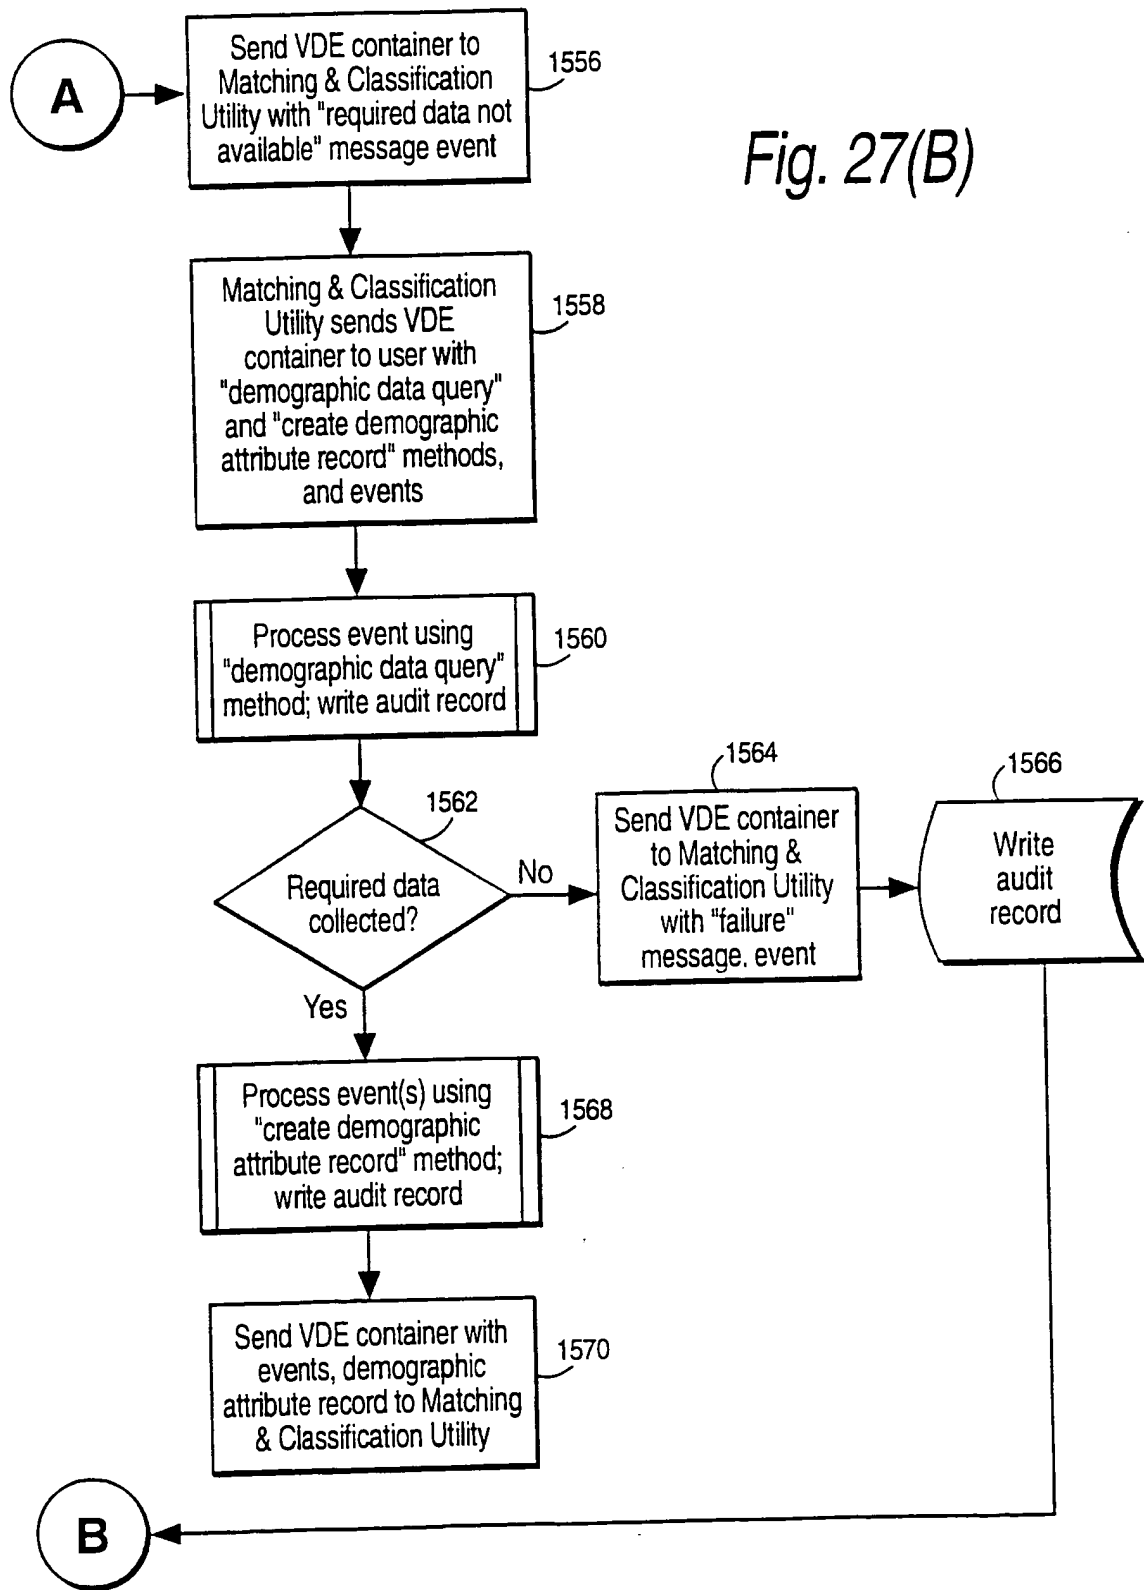 A
Send VDE container to
Matching & Classification
Utility with "required data not
available" message event
1556
Fig. 27(B)
Matching & Classification
Utility sends VDE
container to user with
"demographic data query"
and "create demographic
attribute record" methods,
and events
1558
Process event using
"demographic data query"
method; write audit record
1560
Required data
collected?
1562
No
Send VDE container
to Matching &
Classification Utility
with "failure"
message. event
1564
Write
audit
record
1566
Yes
Process event(s) using
"create demographic
attribute record" method;
write audit record
1568
Send VDE container with
events, demographic
attribute record to Matching
& Classification Utility
1570
B